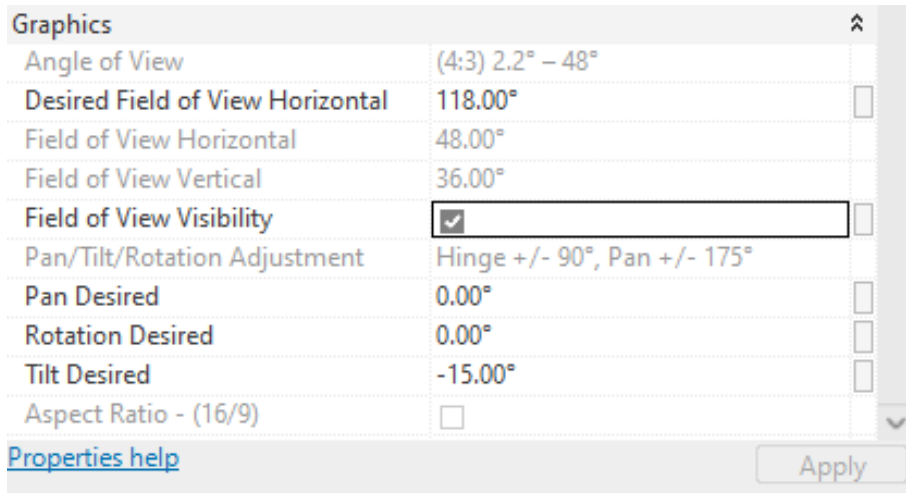 Graphics
Angle of View (4:3) 2.2° – 48°
Desired Field of View Horizontal 118.00°
Field of View Horizontal 48.00°
Field of View Vertical 36.00°
Field of View Visibility
Pan/Tilt/Rotation Adjustment Hinge +/- 90°, Pan +/- 175°
Pan Desired 0.00°
Rotation Desired 0.00°
Tilt Desired -15.00°
Aspect Ratio - (16/9)
Properties help Apply